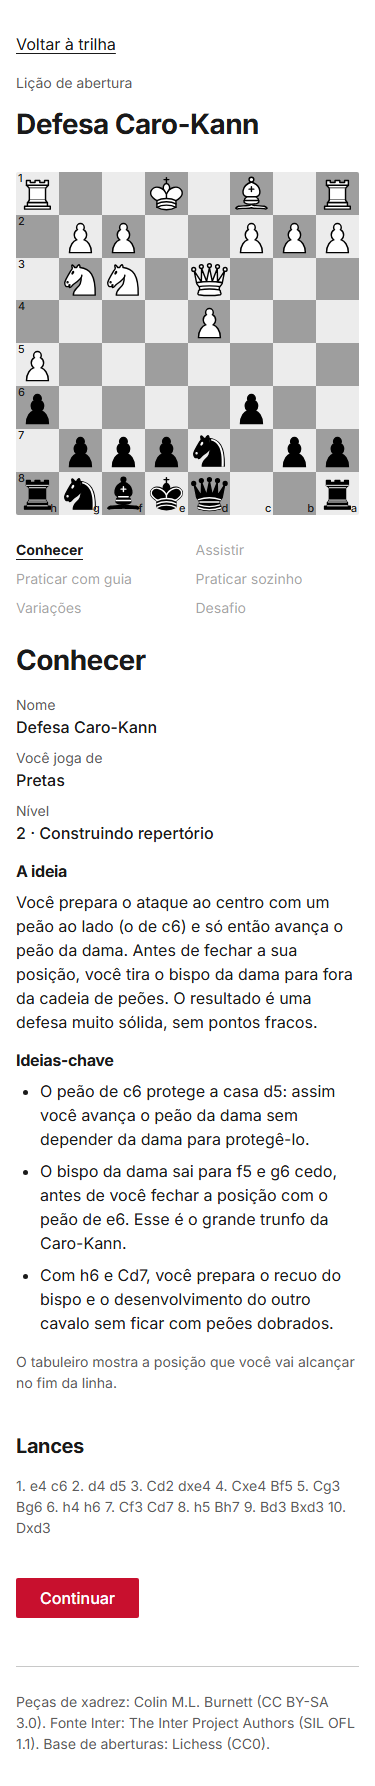 Voltar à trilha
Lição de abertura
Defesa Caro-Kann
1
2
3
4
5
6
7
8
h g f e d c b a
Conhecer
Assistir
Praticar com guia
Praticar sozinho
Variações
Desafio
Conhecer
Nome
Defesa Caro-Kann
Você joga de
Pretas
Nível
2 · Construindo repertório
A ideia
Você prepara o ataque ao centro com um
peão ao lado (o de c6) e só então avança o
peão da dama. Antes de fechar a sua
posição, você tira o bispo da dama para fora
da cadeia de peões. O resultado é uma
defesa muito sólida, sem pontos fracos.
Ideias-chave
• O peão de c6 protege a casa d5: assim
você avança o peão da dama sem
depender da dama para protegê-lo.
• O bispo da dama sai para f5 e g6 cedo,
antes de você fechar a posição com o
peão de e6. Esse é o grande trunfo da
Caro-Kann.
• Com h6 e Cd7, você prepara o recuo do
bispo e o desenvolvimento do outro
cavalo sem ficar com peões dobrados.
O tabuleiro mostra a posição que você vai alcançar
no fim da linha.
Lances
1. e4 c6 2. d4 d5 3. Cd2 dxe4 4. Cxe4 Bf5 5. Cg3
Bg6 6. h4 h6 7. Cf3 Cd7 8. h5 Bh7 9. Bd3 Bxd3 10.
Dxd3
Continuar
Peças de xadrez: Colin M.L. Burnett (CC BY-SA
3.0). Fonte Inter: The Inter Project Authors (SIL OFL
1.1). Base de aberturas: Lichess (CC0).